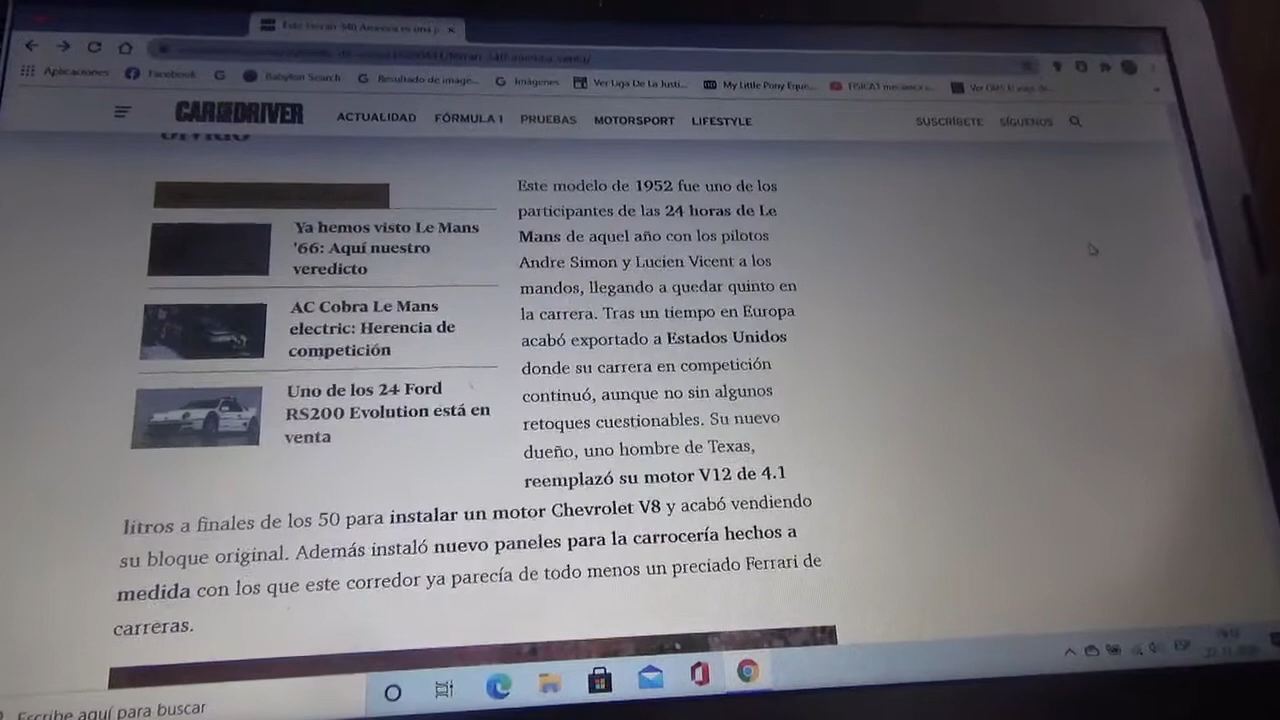 Este Ferrari 340 America es una p
Aplicaciones
Facebook
G
Babylon Search
Resultado de image...
Imágenes
Ver Liga De La Justi...
My Little Pony Eque...
CAR AND DRIVER
ACTUALIDAD
FÓRMULA 1
PRUEBAS
MOTORSPORT
LIFESTYLE
SUSCRÍBETE
SÍGUENOS
Ya hemos visto Le Mans
'66: Aquí nuestro
veredicto
AC Cobra Le Mans
electric: Herencia de
competición
Uno de los 24 Ford
RS200 Evolution está en
venta
Este modelo de 1952 fue uno de los
participantes de las 24 horas de Le
Mans de aquel año con los pilotos
Andre Simon y Lucien Vicent a los
mandos, llegando a quedar quinto en
la carrera. Tras un tiempo en Europa
acabó exportado a Estados Unidos
donde su carrera en competición
continuó, aunque no sin algunos
retoques cuestionables. Su nuevo
dueño, uno hombre de Texas,
reemplazó su motor V12 de 4.1
litros a finales de los 50 para instalar un motor Chevrolet V8 y acabó vendiendo
su bloque original. Además instaló nuevo paneles para la carrocería hechos a
medida con los que este corredor ya parecía de todo menos un preciado Ferrari de
carreras.
Escribe aquí para buscar
ESP